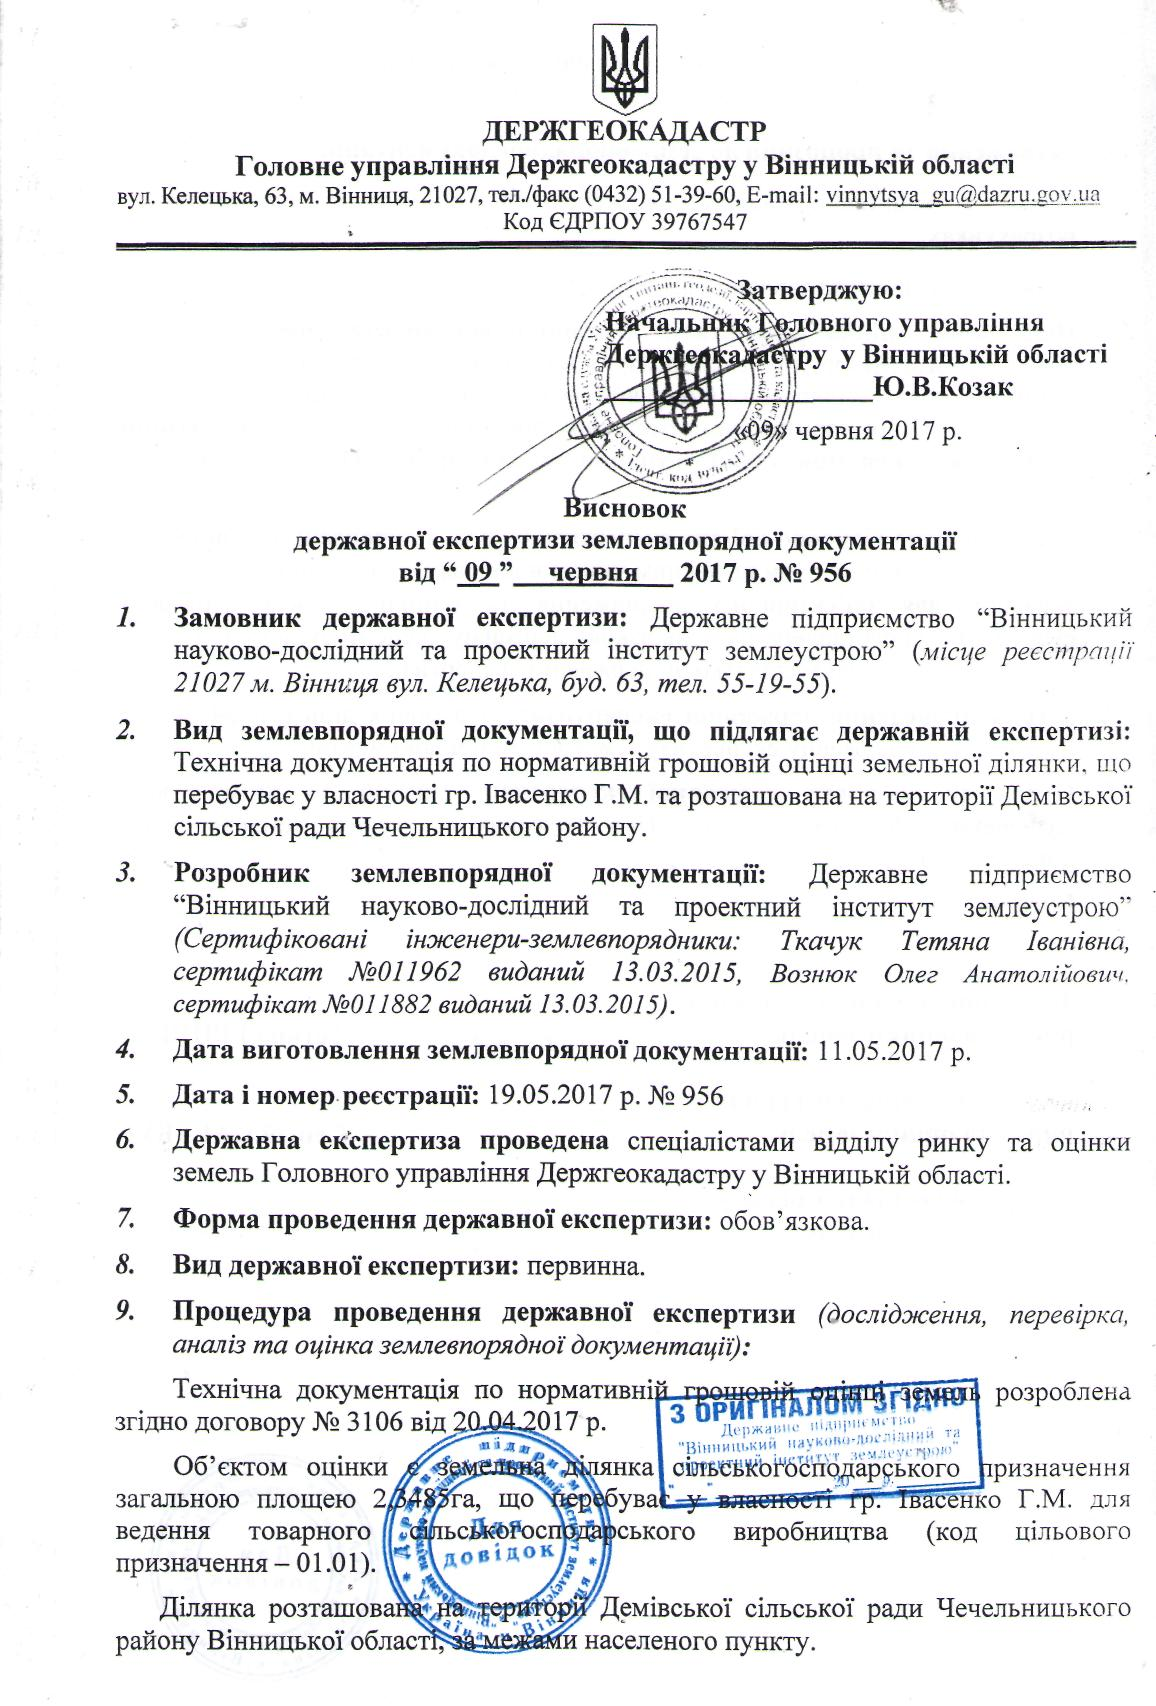 ДЕРЖГЕОКАДАСТР
Головне управління Держгеокадастру у Вінницькій області
вул. Келецька, 63, м. Вінниця, 21027, тел./факс (0432) 51-39-60, E-mail: vinnytsya_gu@dazru.gov.ua
Код ЄДРПОУ 39767547
Затверджую:
Начальник Головного управління
Держгеокадастру у Вінницькій області
Ю.В.Козак
«09» червня 2017 р.
Висновок
державної експертизи землевпорядної документації
від “ 09 ” червня 2017 р. № 956
1. Замовник державної експертизи: Державне підприємство “Вінницький
науково-дослідний та проектний інститут землеустрою” (місце реєстрації
21027 м. Вінниця вул. Келецька, буд. 63, тел. 55-19-55).
2. Вид землевпорядної документації, що підлягає державній експертизі:
Технічна документація по нормативній грошовій оцінці земельної ділянки, що
перебуває у власності гр. Івасенко Г.М. та розташована на території Демівської
сільської ради Чечельницького району.
3. Розробник землевпорядної документації: Державне підприємство
“Вінницький науково-дослідний та проектний інститут землеустрою”
(Сертифіковані інженери-землевпорядники: Ткачук Тетяна Іванівна,
сертифікат №011962 виданий 13.03.2015, Вознюк Олег Анатолійович,
сертифікат №011882 виданий 13.03.2015).
4. Дата виготовлення землевпорядної документації: 11.05.2017 р.
5. Дата і номер реєстрації: 19.05.2017 р. № 956
6. Державна експертиза проведена спеціалістами відділу ринку та оцінки
земель Головного управління Держгеокадастру у Вінницькій області.
7. Форма проведення державної експертизи: обов’язкова.
8. Вид державної експертизи: первинна.
9. Процедура проведення державної експертизи (дослідження, перевірка,
аналіз та оцінка землевпорядної документації):
Технічна документація по нормативній грошовій оцінці земель розроблена
згідно договору № 3106 від 20.04.2017 р.
З ОРИГІНАЛОМ ЗГІДНО
Державне підприємство
"Вінницький науково-дослідний та
проектний інститут землеустрою"
Об’єктом оцінки є земельна ділянка сільськогосподарського призначення
загальною площею 2,3485га, що перебуває у власності гр. Івасенко Г.М. для
ведення товарного сільськогосподарського виробництва (код цільового
призначення – 01.01).
Для
довідок
Ділянка розташована на території Демівської сільської ради Чечельницького
району Вінницької області, за межами населеного пункту.